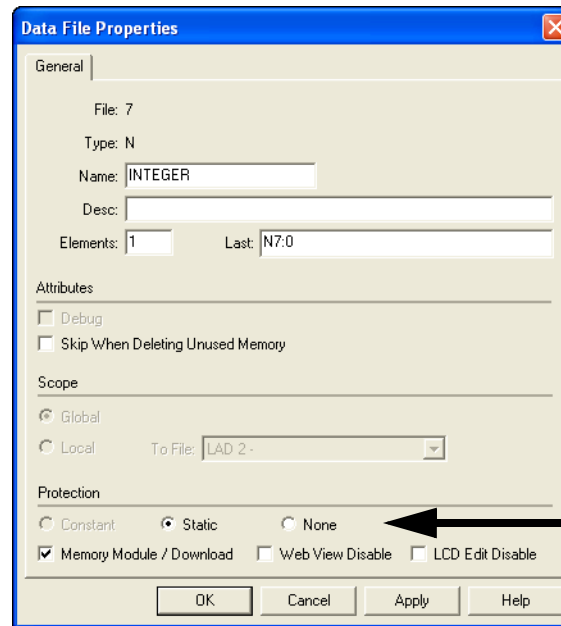 Data File Properties
General
File: 7
Type: N
Name: INTEGER
Desc:
Elements: 1 Last: N7:0
Attributes
Debug
Skip When Deleting Unused Memory
Scope
Global
Local To File: LAD 2 -
Protection
Constant Static None
Memory Module / Download Web View Disable LCD Edit Disable
OK Cancel Apply Help